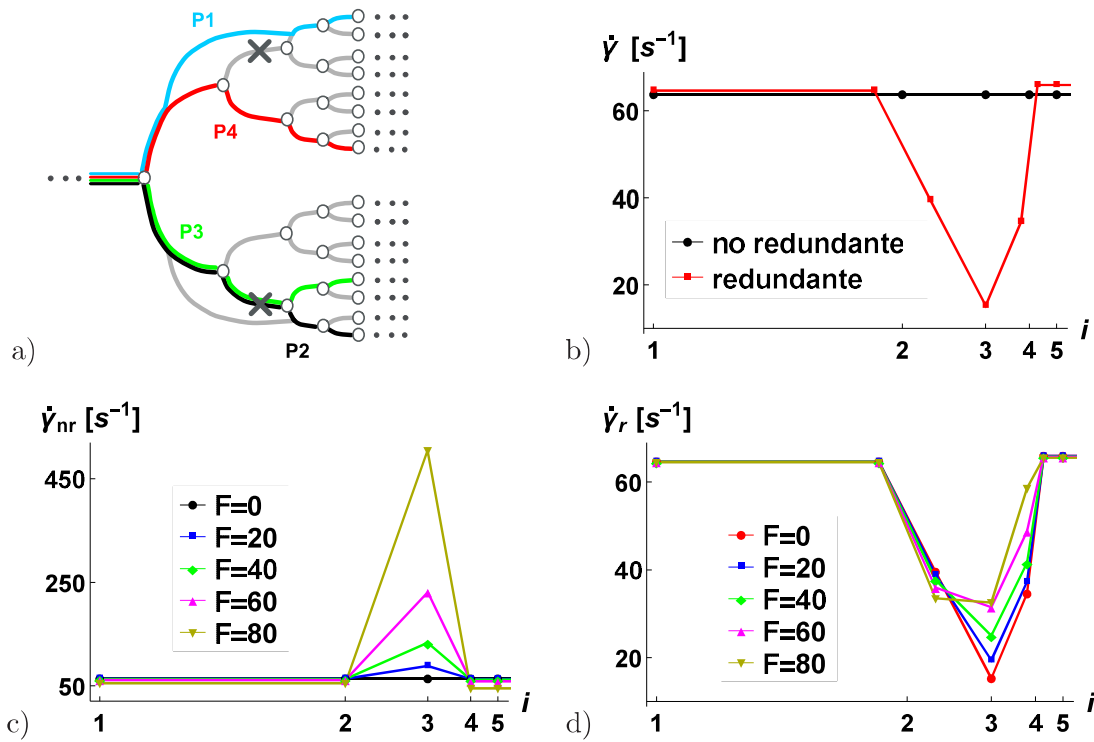 P1
P4
P3
P2
a)
γ̇ [s⁻¹]
60
40
20
no redundante
redundante
1 2 3 4 5
i
b)
γ̇nr [s⁻¹]
450
250
50
F=0
F=20
F=40
F=60
F=80
1 2 3 4 5
i
c)
γ̇r [s⁻¹]
60
40
20
F=0
F=20
F=40
F=60
F=80
1 2 3 4 5
i
d)